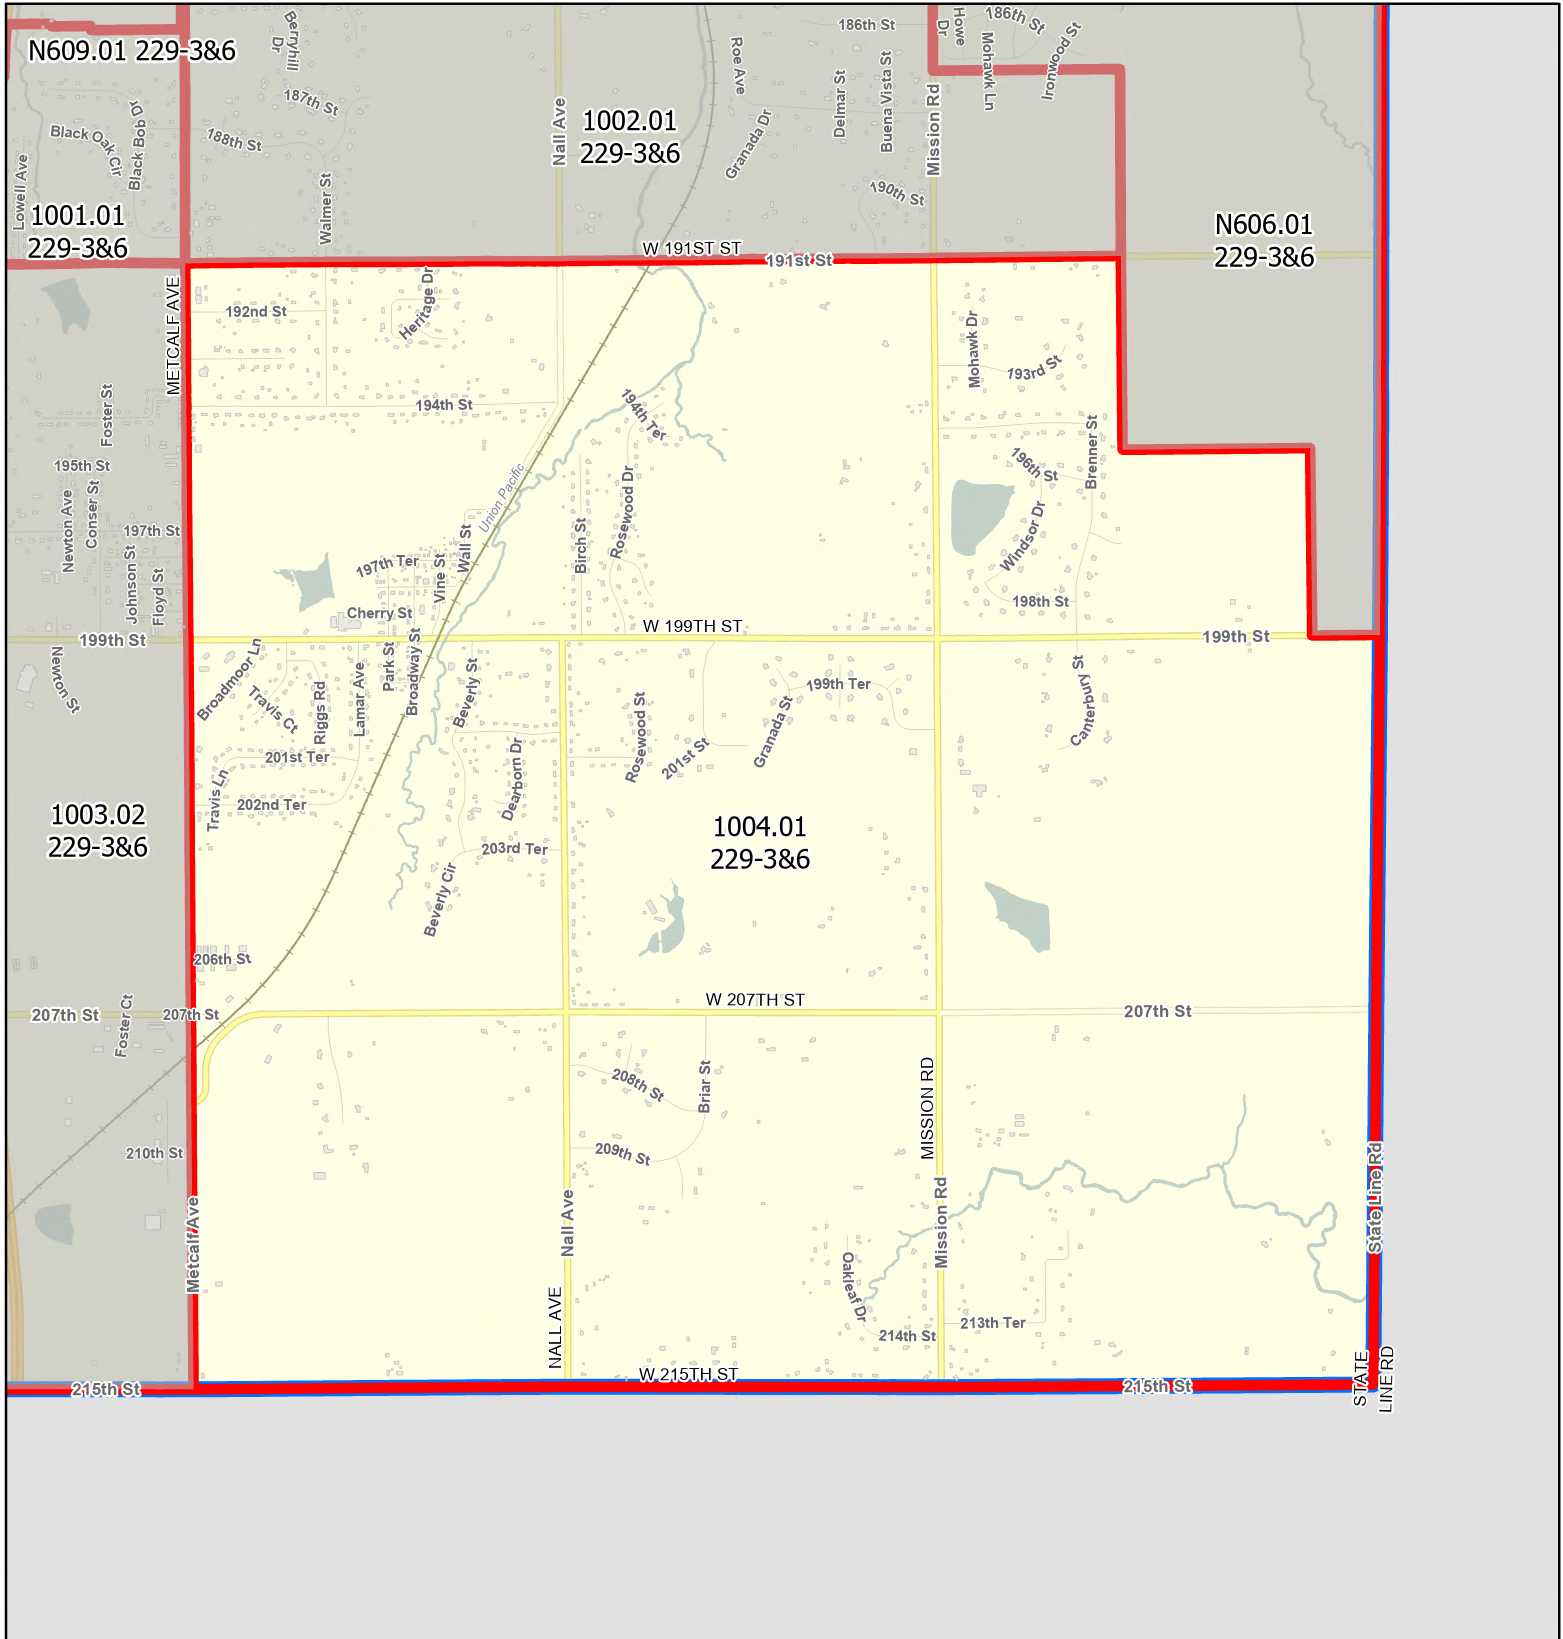 N609.01 229-3&6
Berryhill
Dr
187th St
188th St
Black Oak Cir
Black Bob Dr
Lowell Ave
Walmer St
1001.01
229-3&6
Nall Ave
1002.01
229-3&6
Roe Ave
Granada Dr
186th St
Delmar St
Buena Vista St
190th St
Mission Rd
Howe
Dr
186th St
Mohawk Ln
Ironwood St
N606.01
229-3&6
W 191ST ST
191st St
METCALF AVE
192nd St
Heritage Dr
194th St
194th Ter
Mohawk Dr
193rd St
Brenner St
196th St
Windsor Dr
198th St
Foster St
195th St
Newton Ave
Conser St
197th St
Johnson St
Floyd St
Union Pacific
Wall St
197th Ter
Vine St
Cherry St
Birch St
Rosewood Dr
199th St
W 199TH ST
199th St
Newton St
Broadmoor Ln
Travis Ct
Riggs Rd
Lamar Ave
Park St
Broadway St
Beverly St
201st Ter
Travis Ln
202nd Ter
Dearborn Dr
203rd Ter
Beverly Cir
Rosewood St
201st St
Granada St
199th Ter
Canterbury St
1003.02
229-3&6
1004.01
229-3&6
206th St
207th St
Foster Ct
207th St
W 207TH ST
207th St
208th St
Briar St
209th St
MISSION RD
210th St
Metcalf Ave
Nall Ave
Mission Rd
State Line Rd
Oakleaf Dr
214th St
213th Ter
NALL AVE
215th St
W 215TH ST
215th St
STATE
LINE RD